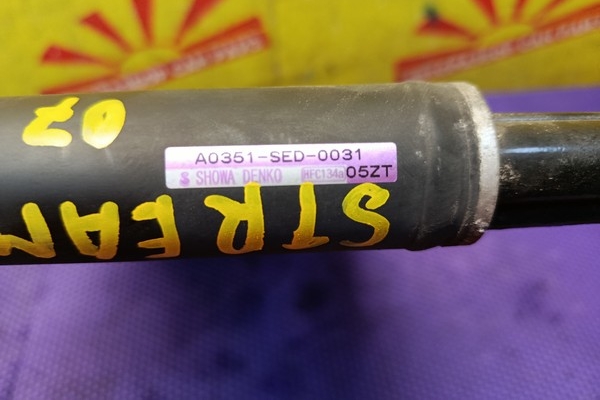 A0351-SED-0031
S SHOWA DENKO HFC134a 05ZT
STREAM
07